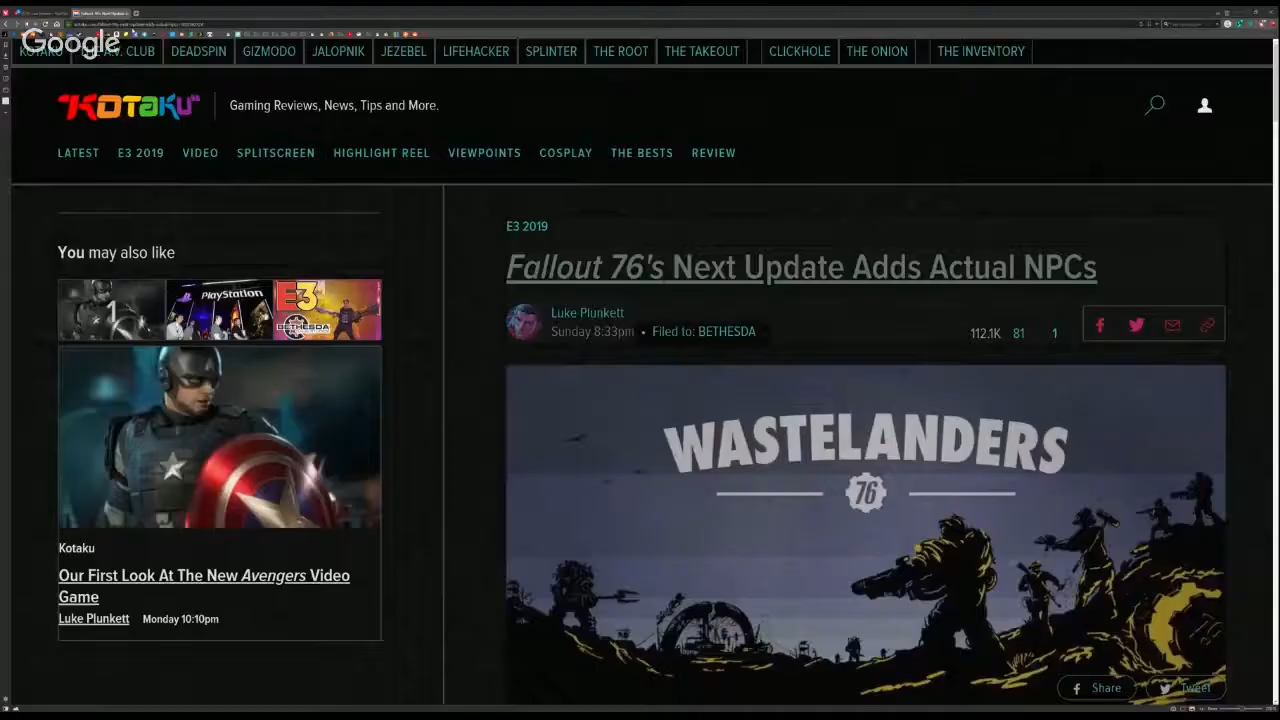 Google
KOTAKU A.V. CLUB DEADSPIN GIZMODO JALOPNIK JEZEBEL LIFEHACKER SPLINTER THE ROOT THE TAKEOUT CLICKHOLE THE ONION THE INVENTORY
KOTAKU Gaming Reviews, News, Tips and More.
LATEST E3 2019 VIDEO SPLITSCREEN HIGHLIGHT REEL VIEWPOINTS COSPLAY THE BESTS REVIEW
E3 2019
Fallout 76's Next Update Adds Actual NPCs
Luke Plunkett
Sunday 8:33pm • Filed to: BETHESDA
112.1K 81 1
You may also like
1
PlayStation
E3
BETHESDA
WASTELANDERS
76
Kotaku
Our First Look At The New Avengers Video
Game
Luke Plunkett Monday 10:10pm
Share Tweet